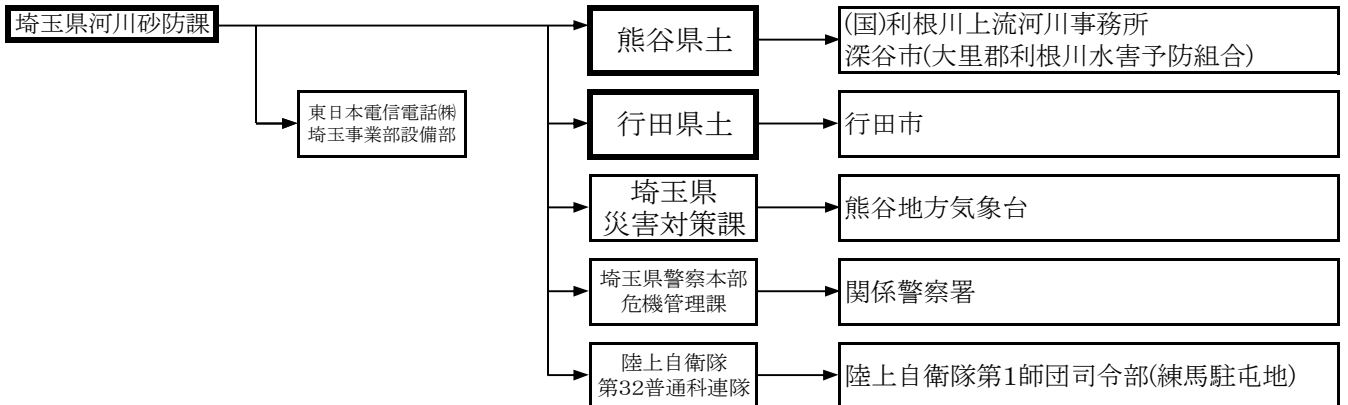 埼玉県河川砂防課
熊谷県土
(国)利根川上流河川事務所
深谷市(大里郡利根川水害予防組合)
東日本電信電話㈱
埼玉事業部設備部
行田県土
行田市
埼玉県
災害対策課
熊谷地方気象台
埼玉県警察本部
危機管理課
関係警察署
陸上自衛隊
第32普通科連隊
陸上自衛隊第1師団司令部(練馬駐屯地)